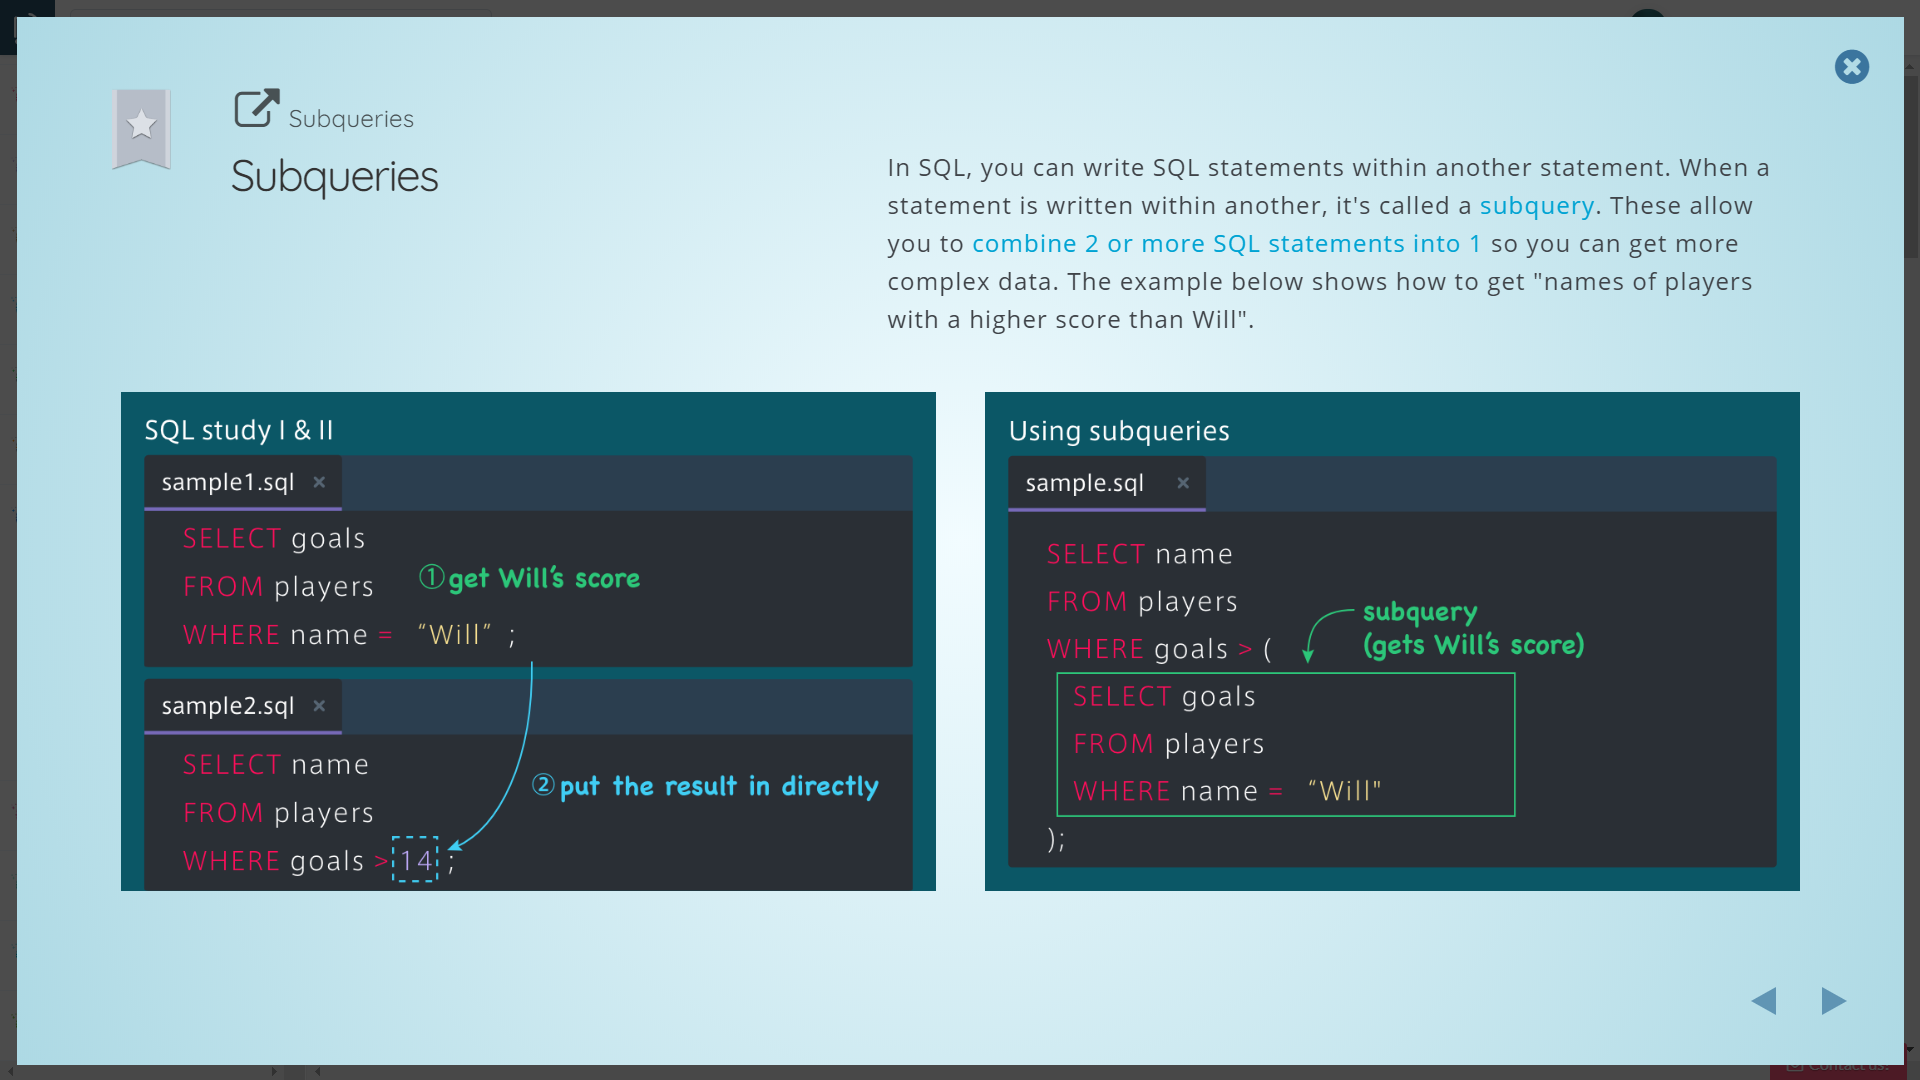 Subqueries
Subqueries
In SQL, you can write SQL statements within another statement. When a
statement is written within another, it's called a subquery. These allow
you to combine 2 or more SQL statements into 1 so you can get more
complex data. The example below shows how to get "names of players
with a higher score than Will".
SQL study I & II
sample1.sql ×
SELECT goals
FROM players
WHERE name = “Will” ;
①get Will’s score
sample2.sql ×
SELECT name
FROM players
WHERE goals > 14 ;
②put the result in directly
Using subqueries
sample.sql ×
SELECT name
FROM players
WHERE goals > (
subquery
(gets Will’s score)
SELECT goals
FROM players
WHERE name = “Will"
);
Contact us!